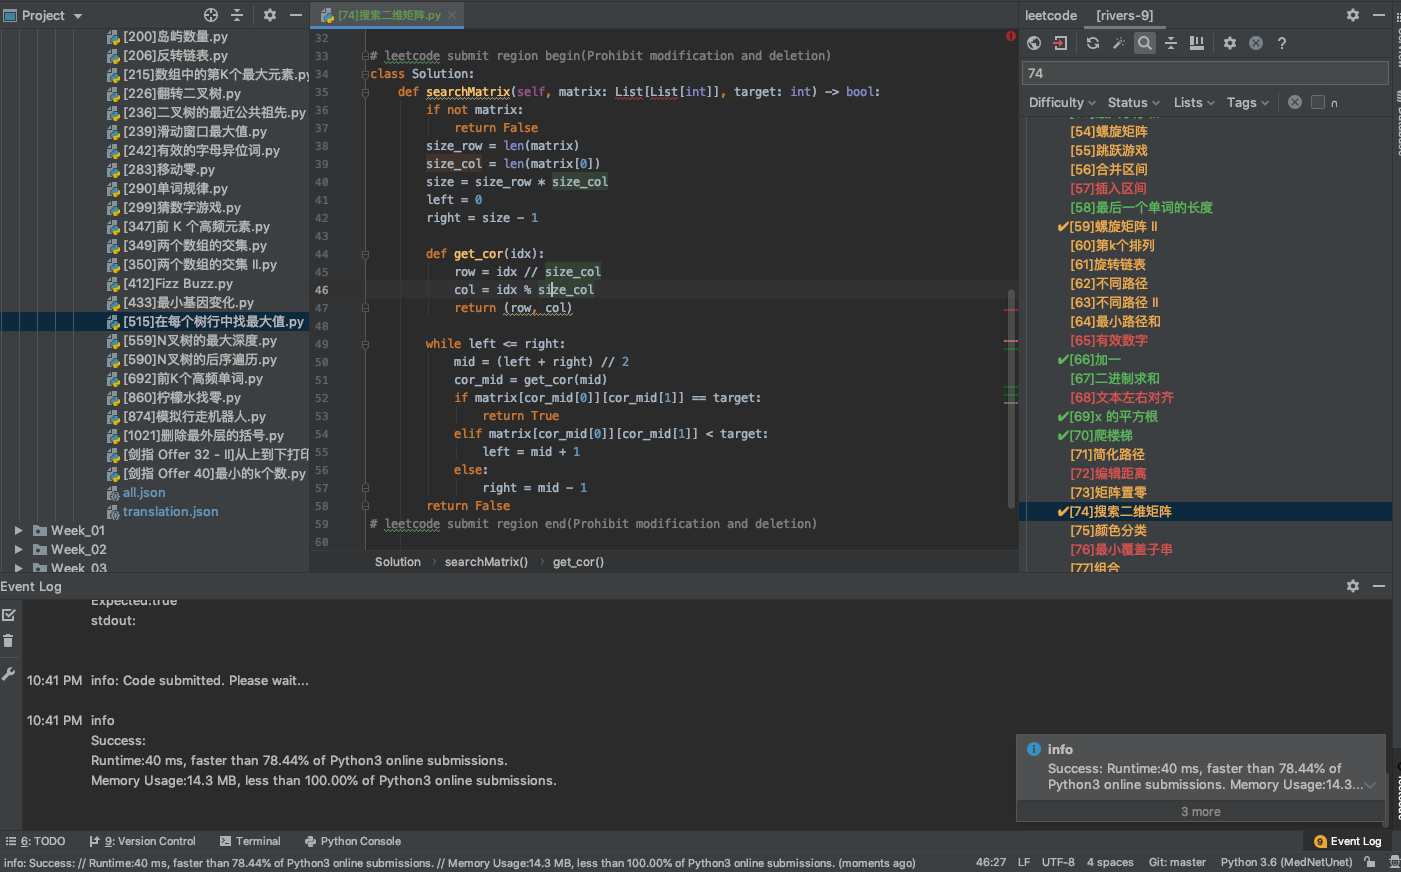 Project
[200]岛屿数量.py
[206]反转链表.py
[215]数组中的第K个最大元素.py
[226]翻转二叉树.py
[236]二叉树的最近公共祖先.py
[239]滑动窗口最大值.py
[242]有效的字母异位词.py
[283]移动零.py
[290]单词规律.py
[299]猜数字游戏.py
[347]前 K 个高频元素.py
[349]两个数组的交集.py
[350]两个数组的交集 II.py
[412]Fizz Buzz.py
[433]最小基因变化.py
[515]在每个树行中找最大值.py
[559]N叉树的最大深度.py
[590]N叉树的后序遍历.py
[692]前K个高频单词.py
[860]柠檬水找零.py
[874]模拟行走机器人.py
[1021]删除最外层的括号.py
[剑指 Offer 32 - II]从上到下打印
[剑指 Offer 40]最小的k个数.py
all.json
translation.json
Week_01
Week_02
Week_03
[74]搜索二维矩阵.py
32
33 # leetcode submit region begin(Prohibit modification and deletion)
34 class Solution:
35 def searchMatrix(self, matrix: List[List[int]], target: int) -> bool:
36 if not matrix:
37 return False
38 size_row = len(matrix)
39 size_col = len(matrix[0])
40 size = size_row * size_col
41 left = 0
42 right = size - 1
43
44 def get_cor(idx):
45 row = idx // size_col
46 col = idx % size_col
47 return (row, col)
48
49 while left <= right:
50 mid = (left + right) // 2
51 cor_mid = get_cor(mid)
52 if matrix[cor_mid[0]][cor_mid[1]] == target:
53 return True
54 elif matrix[cor_mid[0]][cor_mid[1]] < target:
55 left = mid + 1
56 else:
57 right = mid - 1
58 return False
59 # leetcode submit region end(Prohibit modification and deletion)
60
Solution › searchMatrix() › get_cor()
leetcode [rivers-9]
74
Difficulty Status Lists Tags
[54]螺旋矩阵
[55]跳跃游戏
[56]合并区间
[57]插入区间
[58]最后一个单词的长度
✔[59]螺旋矩阵 II
[60]第k个排列
[61]旋转链表
[62]不同路径
[63]不同路径 II
[64]最小路径和
[65]有效数字
✔[66]加一
[67]二进制求和
[68]文本左右对齐
✔[69]x 的平方根
✔[70]爬楼梯
[71]简化路径
[72]编辑距离
[73]矩阵置零
✔[74]搜索二维矩阵
[75]颜色分类
[76]最小覆盖子串
[77]组合
Event Log
Expected:true
stdout:
10:41 PM info: Code submitted. Please wait...
10:41 PM info
Success:
Runtime:40 ms, faster than 78.44% of Python3 online submissions.
Memory Usage:14.3 MB, less than 100.00% of Python3 online submissions.
info
Success: Runtime:40 ms, faster than 78.44% of
Python3 online submissions. Memory Usage:14.3...
3 more
6: TODO 9: Version Control Terminal Python Console 9 Event Log
info: Success: // Runtime:40 ms, faster than 78.44% of Python3 online submissions. // Memory Usage:14.3 MB, less than 100.00% of Python3 online submissions. (moments ago) 46:27 LF UTF-8 4 spaces Git: master Python 3.6 (MedNetUnet)